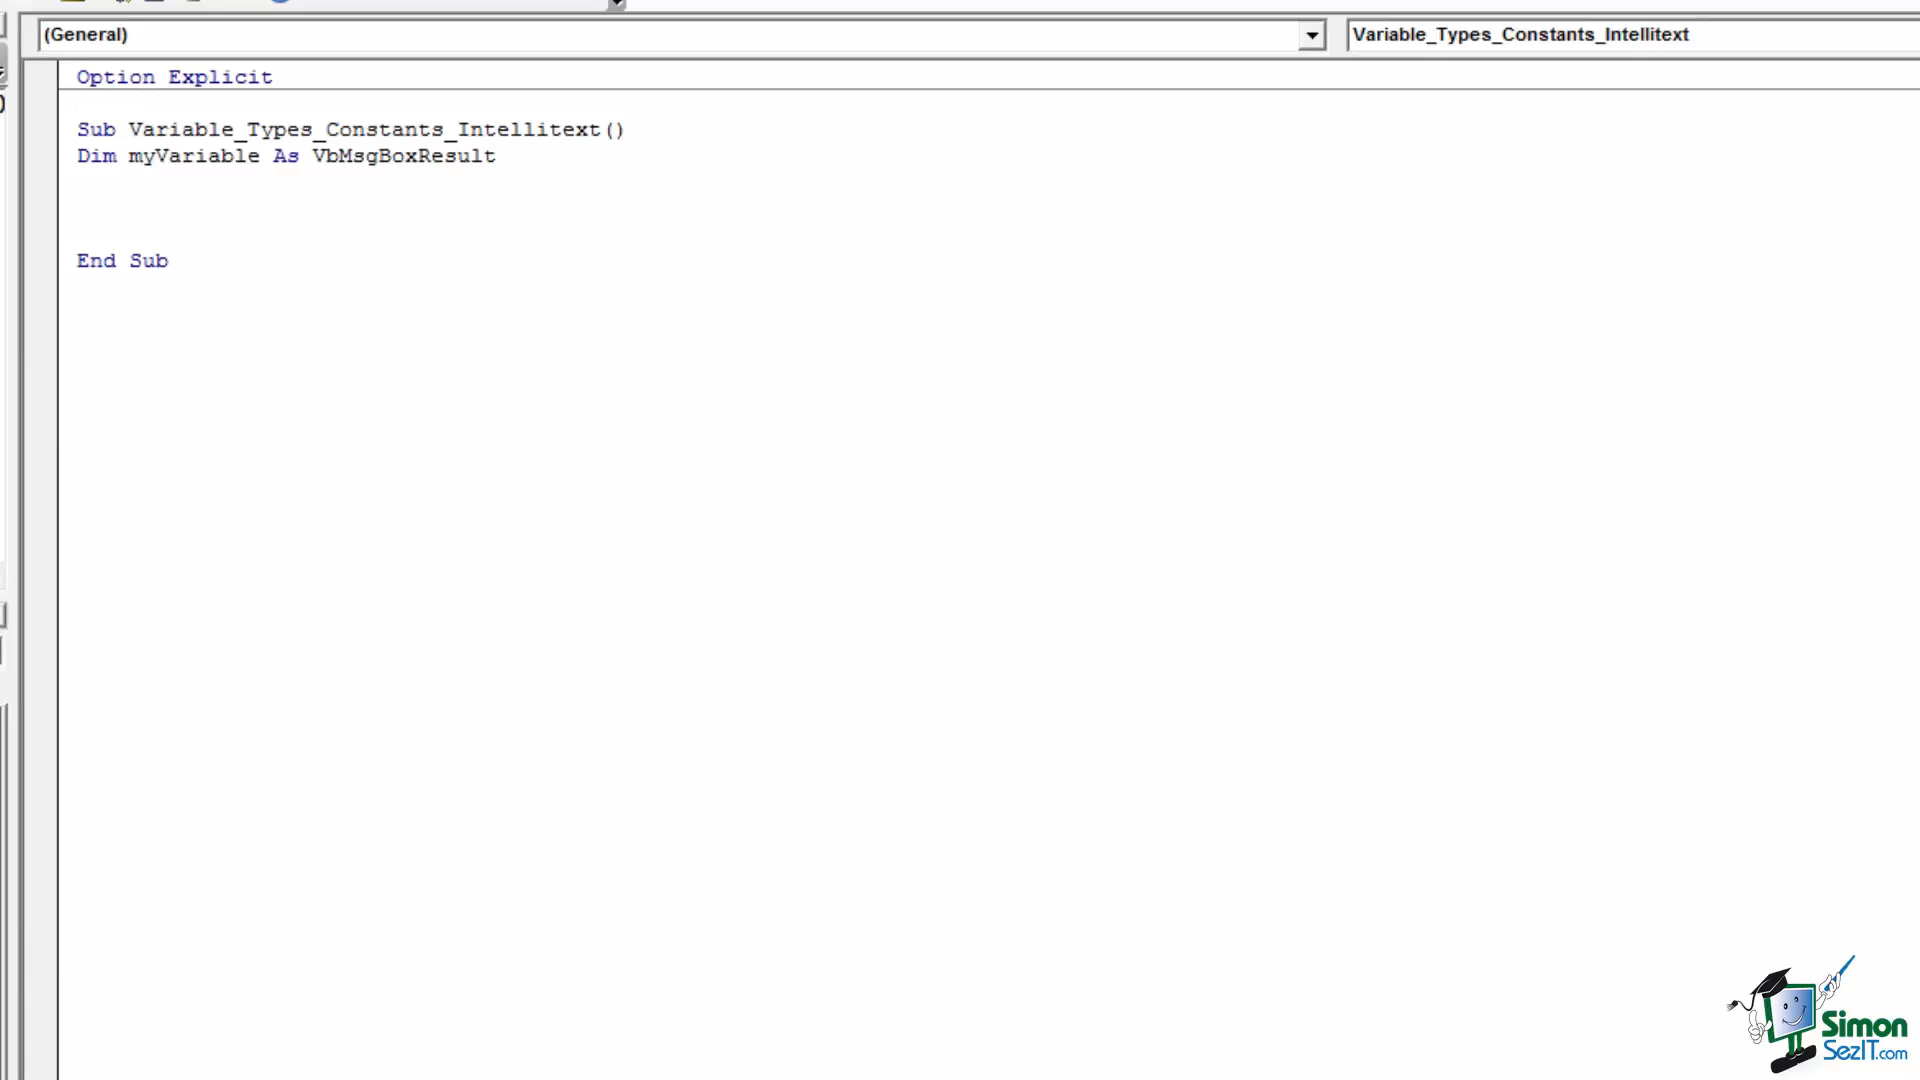 (General)
Variable_Types_Constants_Intellitext
Option Explicit
Sub Variable_Types_Constants_Intellitext()
Dim myVariable As VbMsgBoxResult
End Sub
Simon
SezIT.com